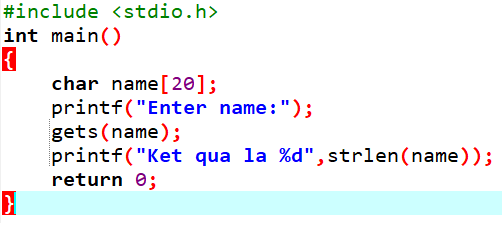 #include <stdio.h>
int main()
{
    char name[20];
    printf("Enter name:");
    gets(name);
    printf("Ket qua la %d",strlen(name));
    return 0;
}